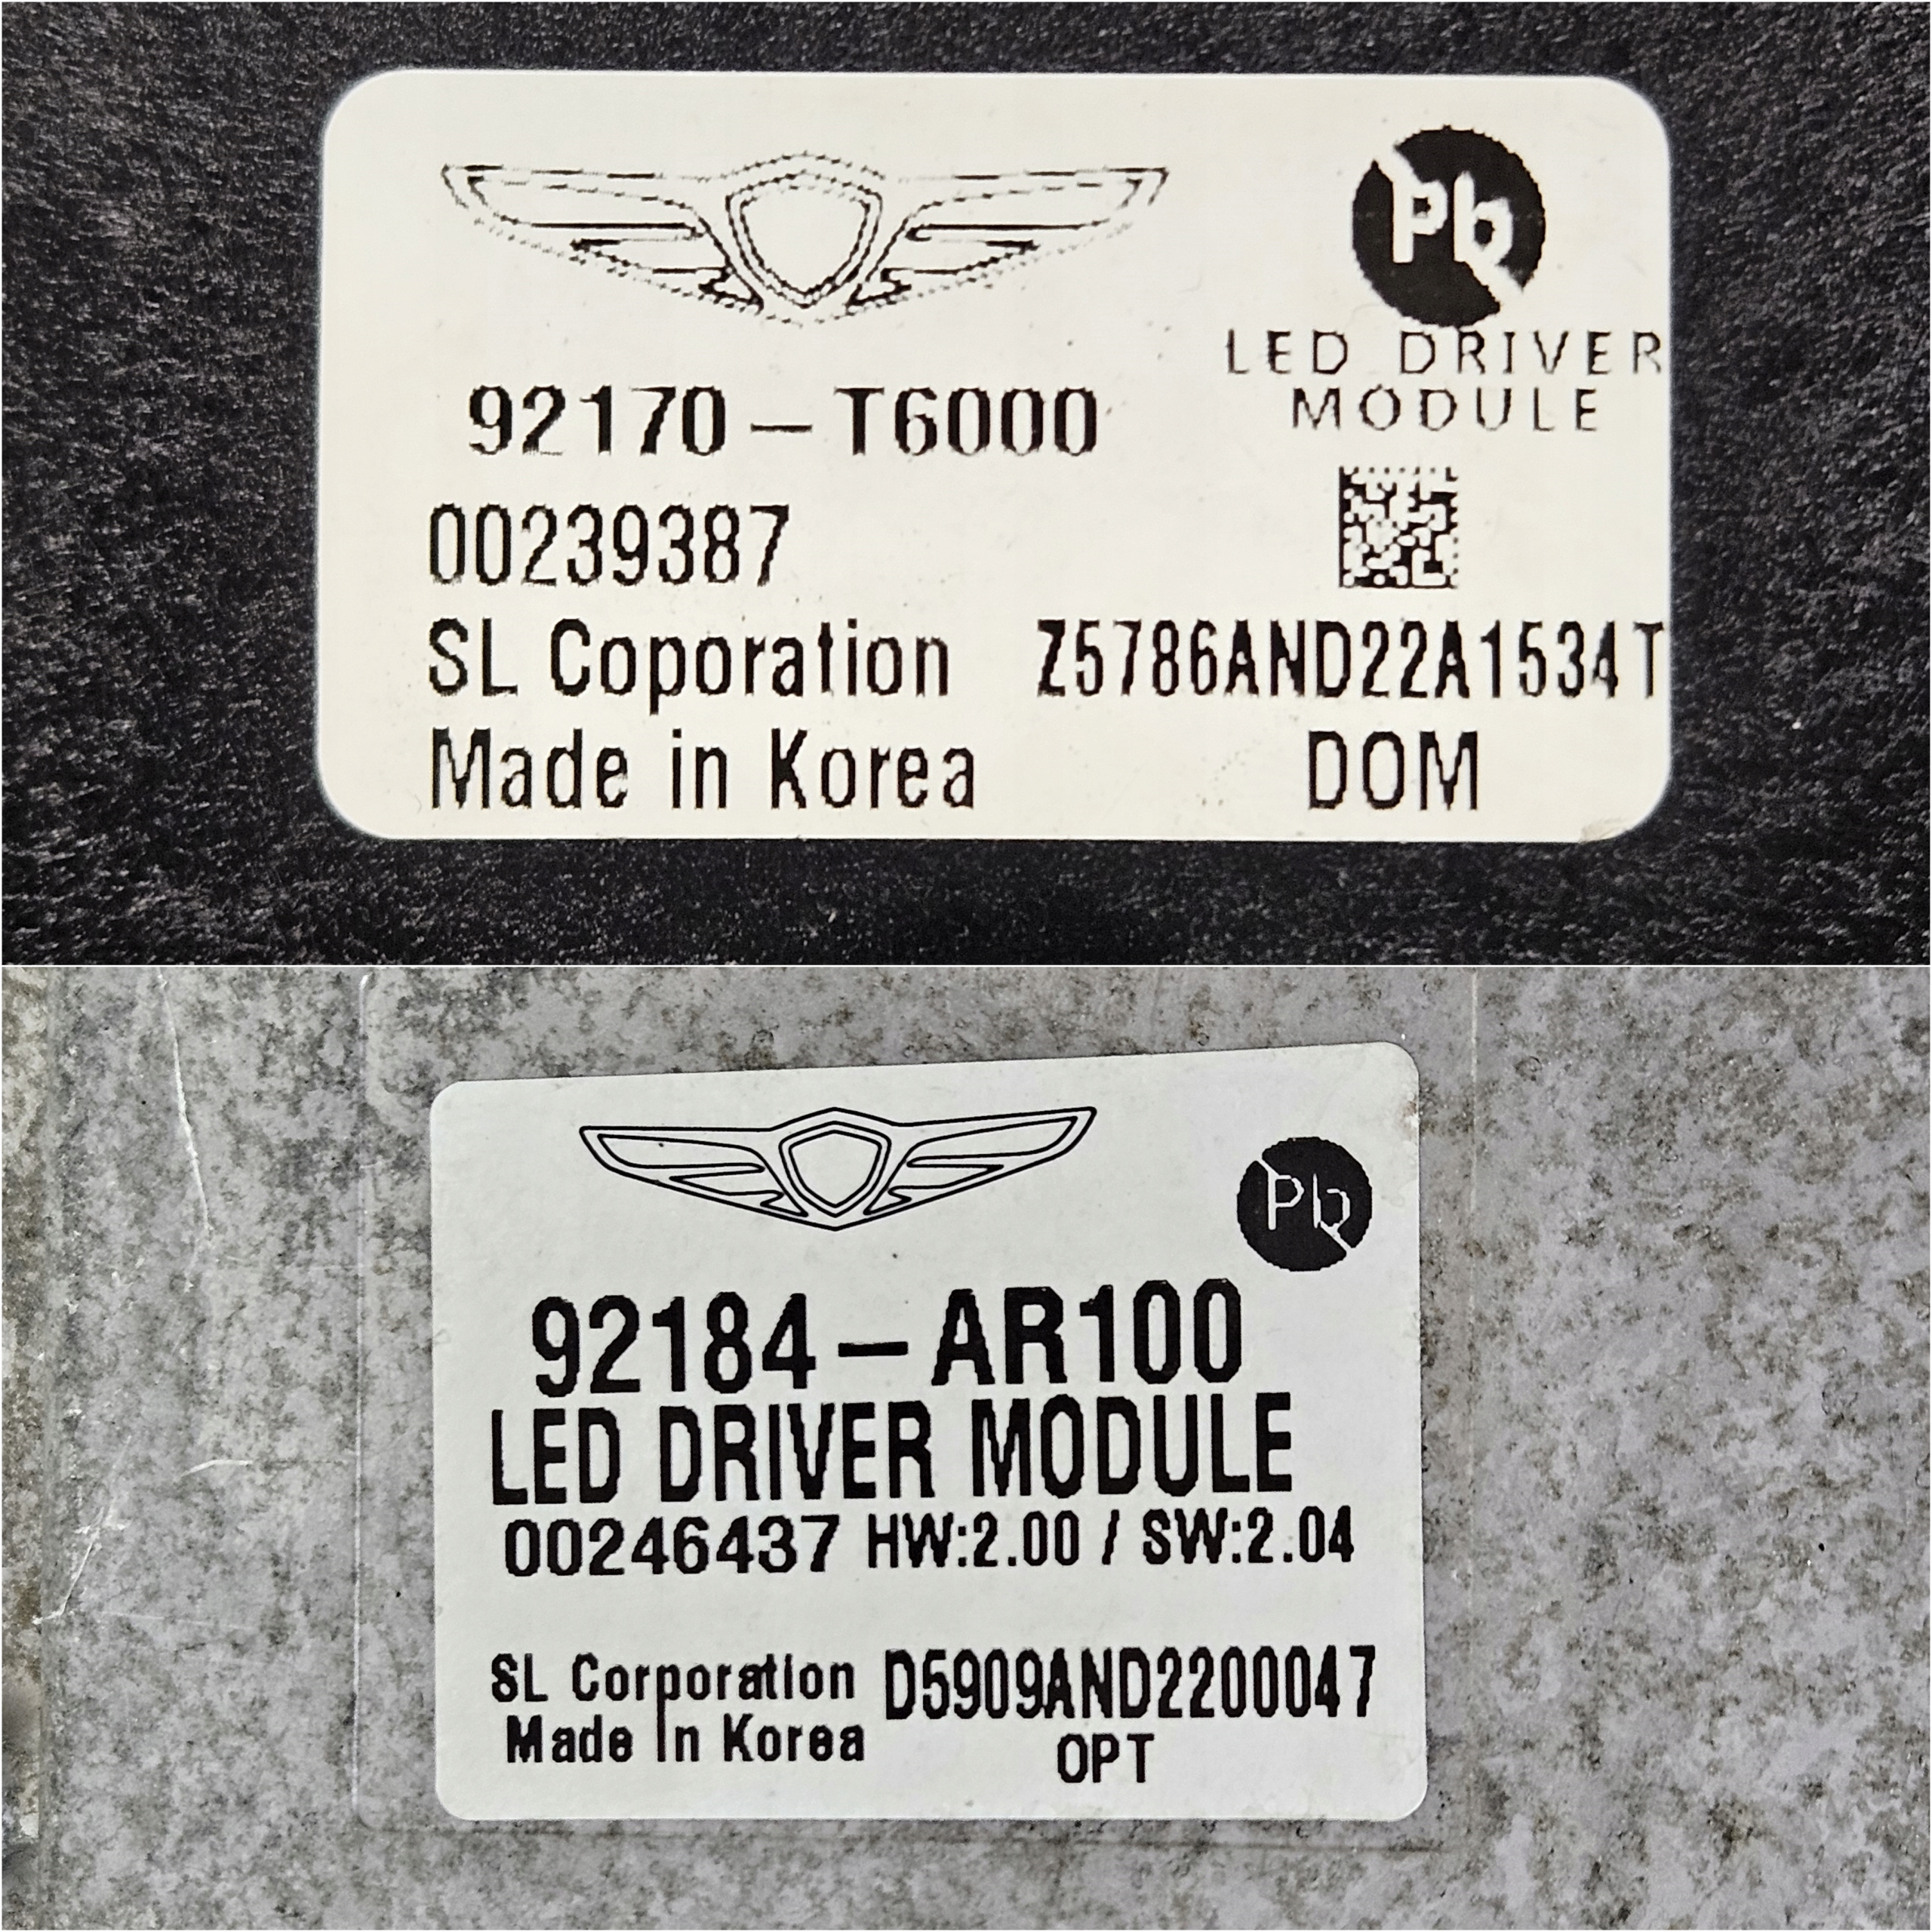 Pb
LED DRIVER
MODULE
92170-T6000
00239387
SL Coporation Z5786AND22A1534T
Made in Korea DOM
Pb
92184-AR100
LED DRIVER MODULE
00246437 HW:2.00 / SW:2.04
SL Corporation D5909AND2200047
Made in Korea OPT